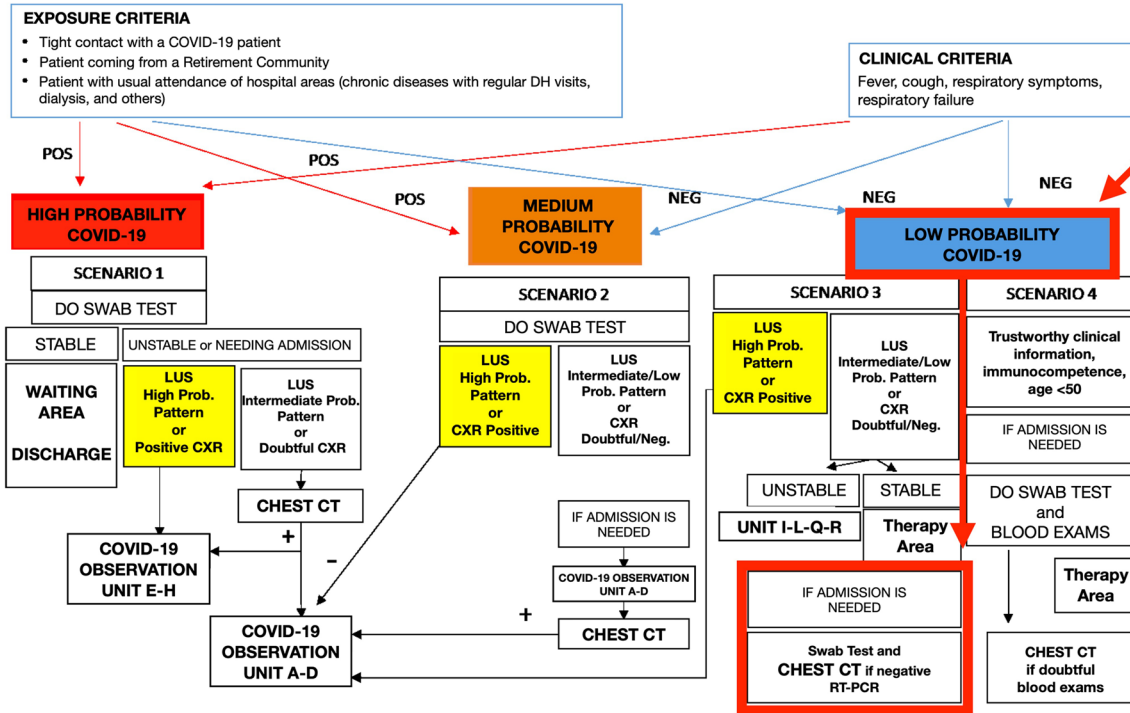 EXPOSURE CRITERIA
• Tight contact with a COVID-19 patient
• Patient coming from a Retirement Community
• Patient with usual attendance of hospital areas (chronic diseases with regular DH visits,
dialysis, and others)
CLINICAL CRITERIA
Fever, cough, respiratory symptoms,
respiratory failure
POS
POS
POS
NEG
NEG
NEG
HIGH PROBABILITY
COVID-19
MEDIUM
PROBABILITY
COVID-19
LOW PROBABILITY
COVID-19
SCENARIO 1
DO SWAB TEST
STABLE
UNSTABLE or NEEDING ADMISSION
WAITING
AREA
DISCHARGE
LUS
High Prob.
Pattern
or
Positive CXR
LUS
Intermediate Prob.
Pattern
or
Doubtful CXR
CHEST CT
+
–
COVID-19
OBSERVATION
UNIT E-H
COVID-19
OBSERVATION
UNIT A-D
SCENARIO 2
DO SWAB TEST
LUS
High Prob.
Pattern
or
CXR Positive
LUS
Intermediate/Low
Prob. Pattern
or
CXR
Doubtful/Neg.
IF ADMISSION IS
NEEDED
COVID-19 OBSERVATION
UNIT A-D
CHEST CT
+
SCENARIO 3
LUS
High Prob.
Pattern
or
CXR Positive
LUS
Intermediate/Low
Prob. Pattern
or
CXR
Doubtful/Neg.
UNSTABLE
STABLE
UNIT I-L-Q-R
Therapy
Area
IF ADMISSION IS
NEEDED
Swab Test and
CHEST CT if negative
RT-PCR
SCENARIO 4
Trustworthy clinical
information,
immunocompetence,
age <50
IF ADMISSION IS
NEEDED
DO SWAB TEST
and
BLOOD EXAMS
Therapy
Area
CHEST CT
if doubtful
blood exams